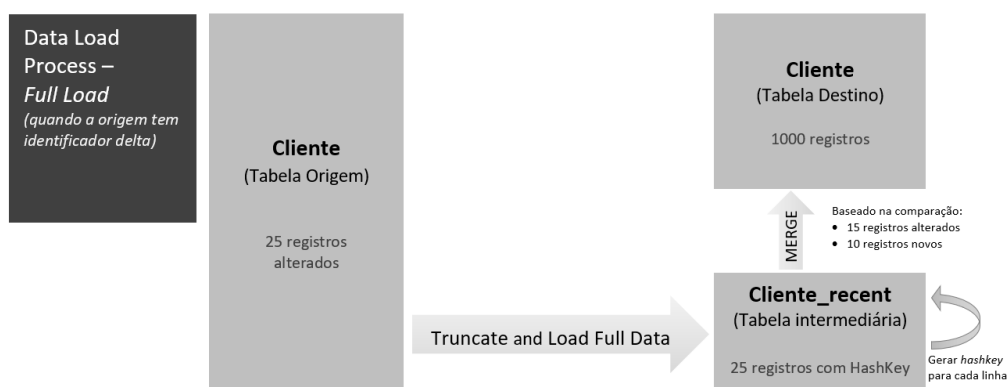 Data Load
Process –
Full Load
(quando a origem tem
identificador delta)
Cliente
(Tabela Origem)
25 registros
alterados
Truncate and Load Full Data
Cliente
(Tabela Destino)
1000 registros
MERGE
Baseado na comparação:
• 15 registros alterados
• 10 registros novos
Cliente_recent
(Tabela intermediária)
25 registros com HashKey
Gerar hashkey
para cada linha